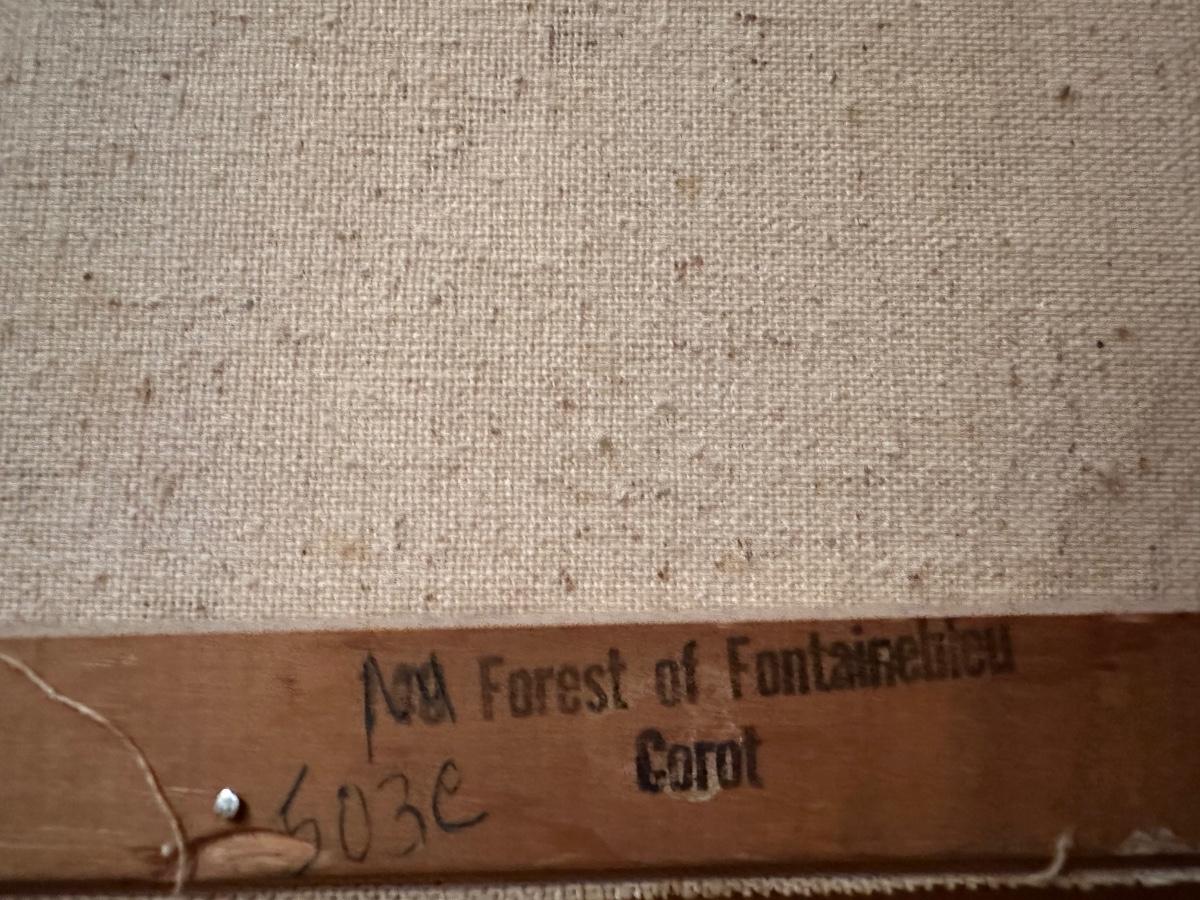 Forest of Fontainebleu
Corot
503e